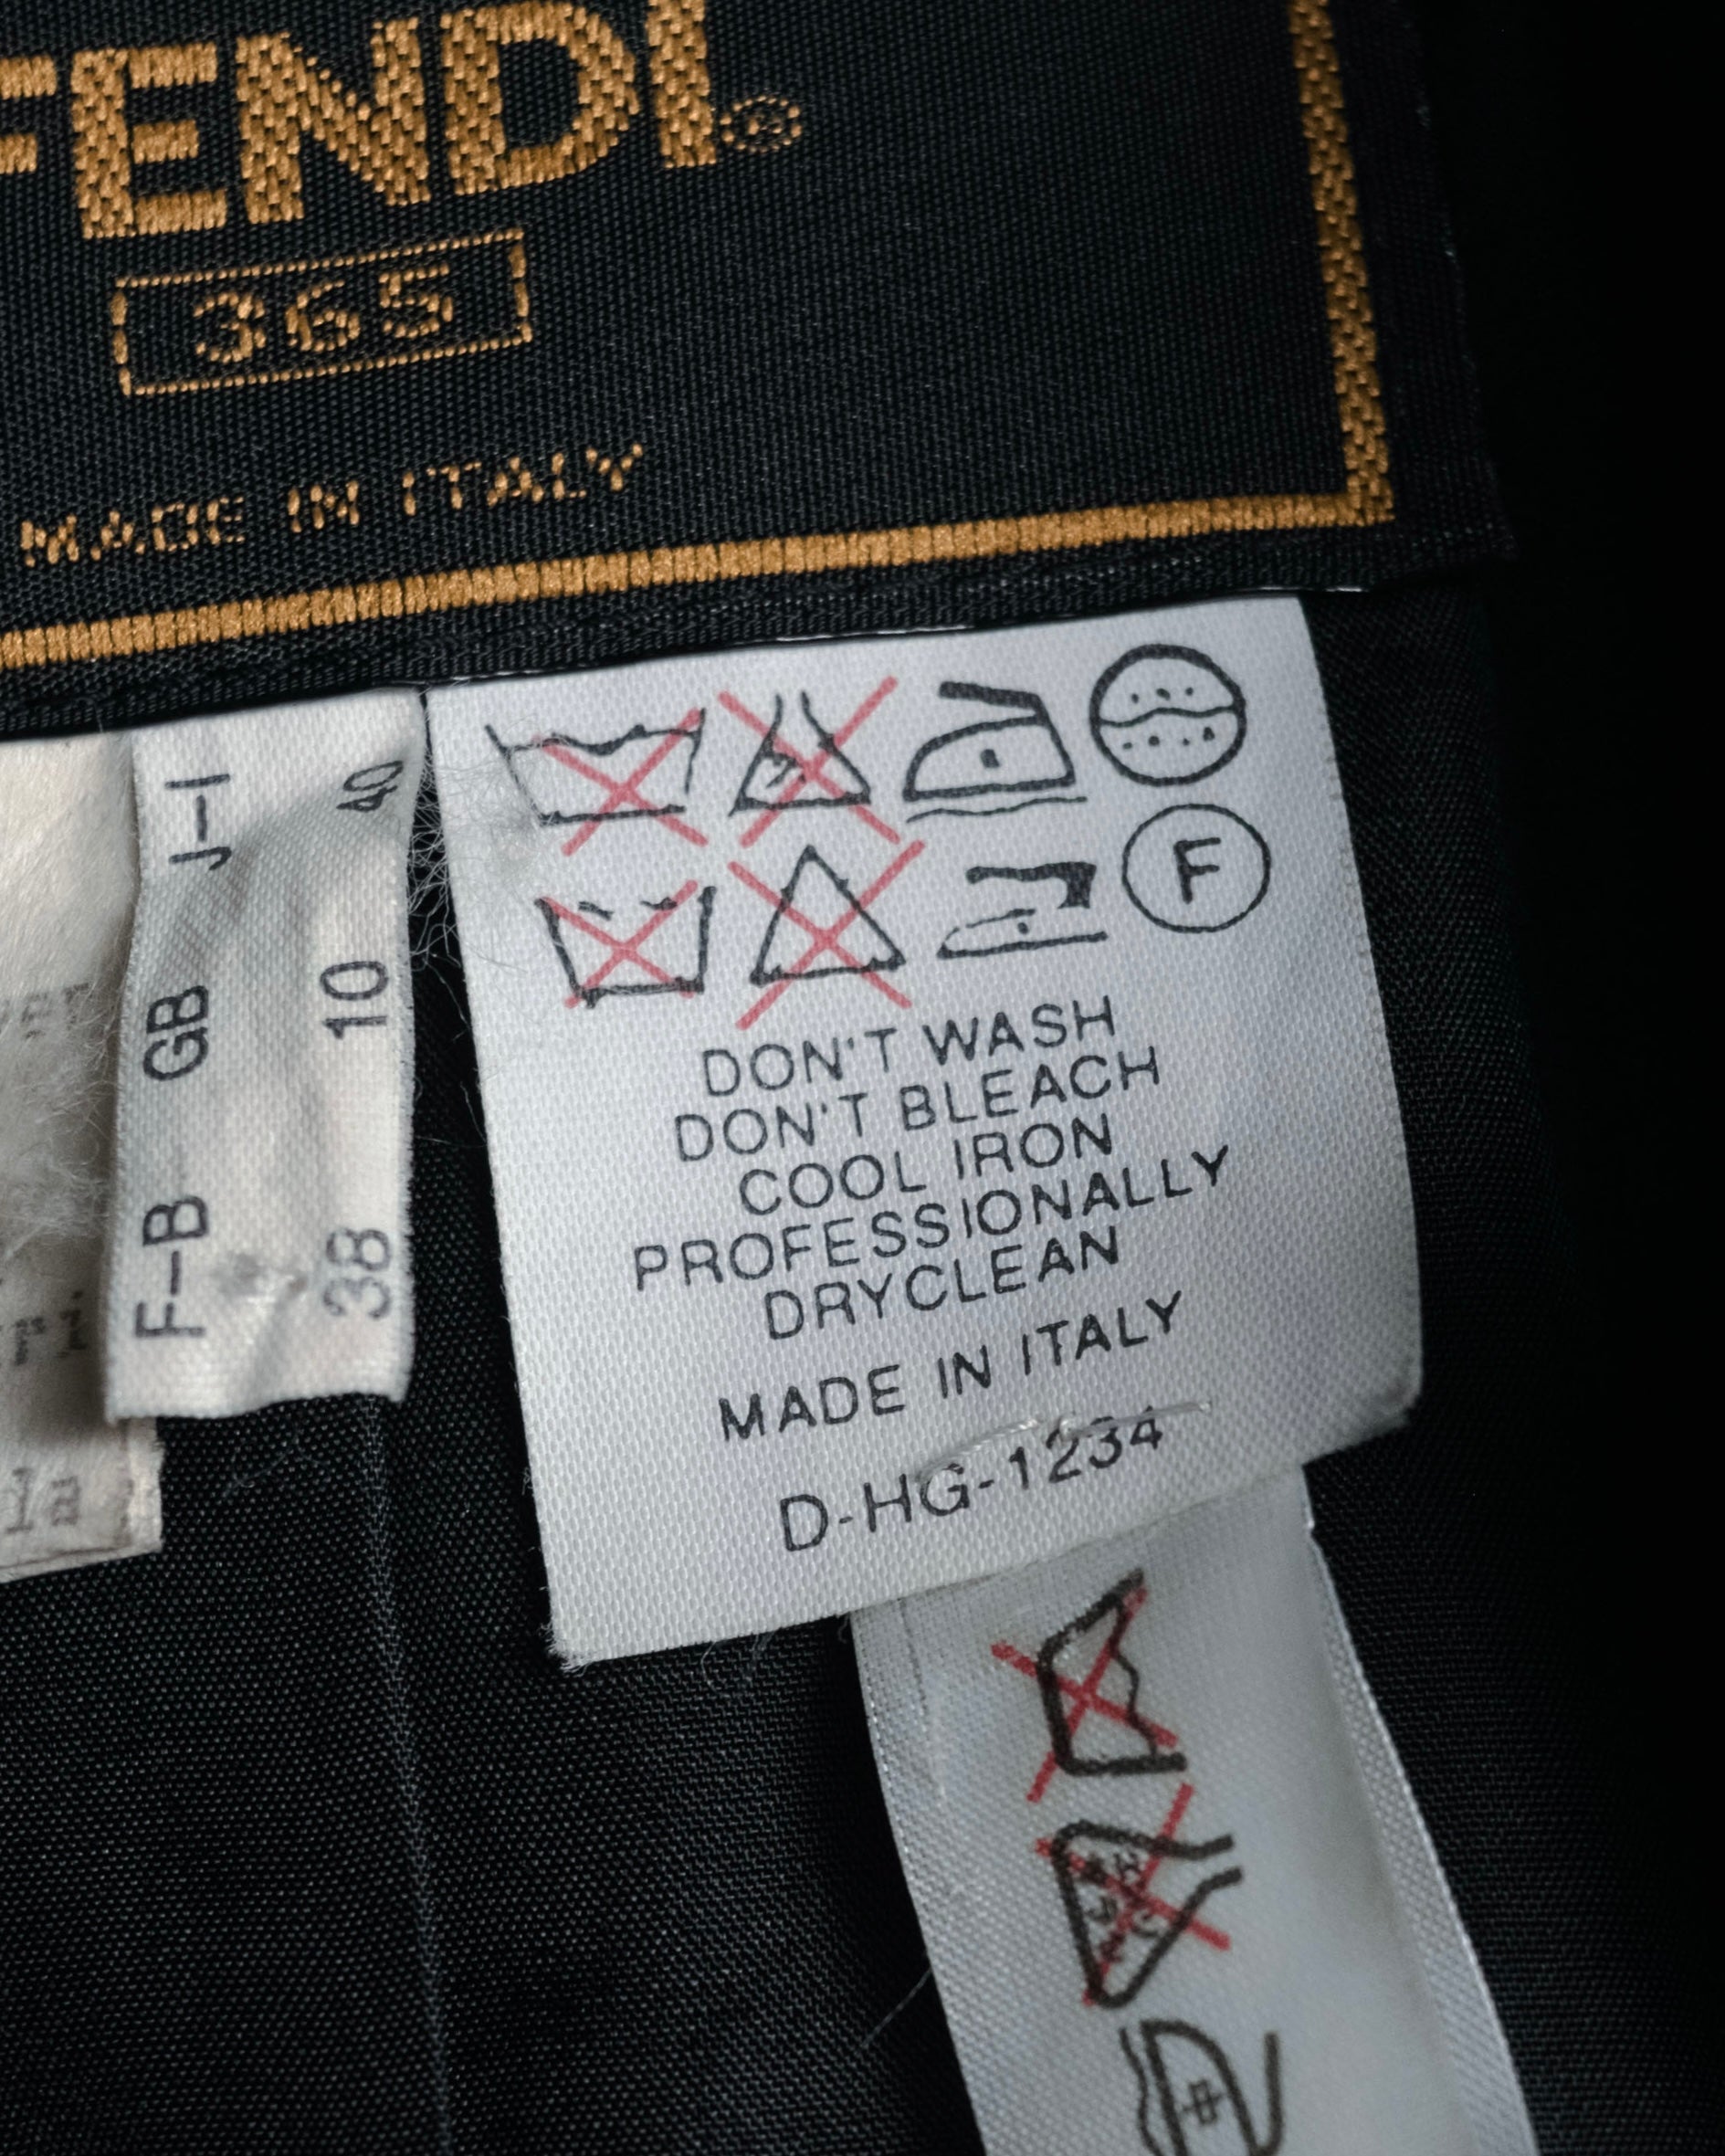 FENDI®
365
MADE IN ITALY
J-I 40
GB 10
F-B 38
F
DON'T WASH
DON'T BLEACH
COOL IRON
PROFESSIONALLY
DRYCLEAN
MADE IN ITALY
D-HG-1234
la